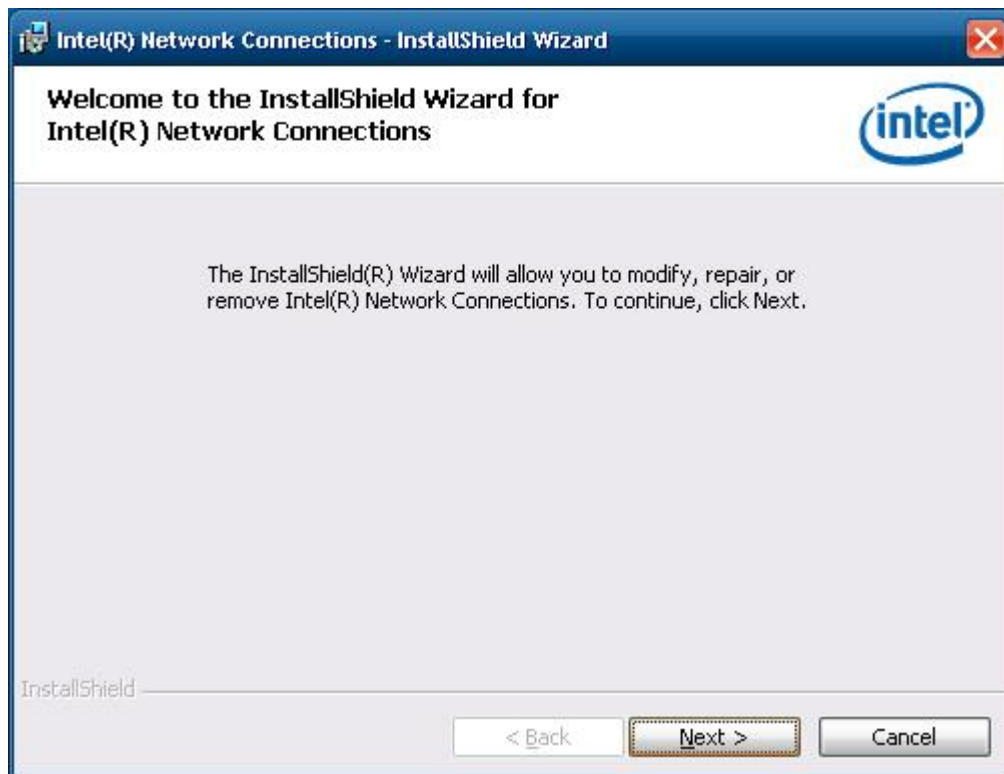 Intel(R) Network Connections - InstallShield Wizard
Welcome to the InstallShield Wizard for
Intel(R) Network Connections
intel
The InstallShield(R) Wizard will allow you to modify, repair, or
remove Intel(R) Network Connections. To continue, click Next.
InstallShield
< Back
Next >
Cancel